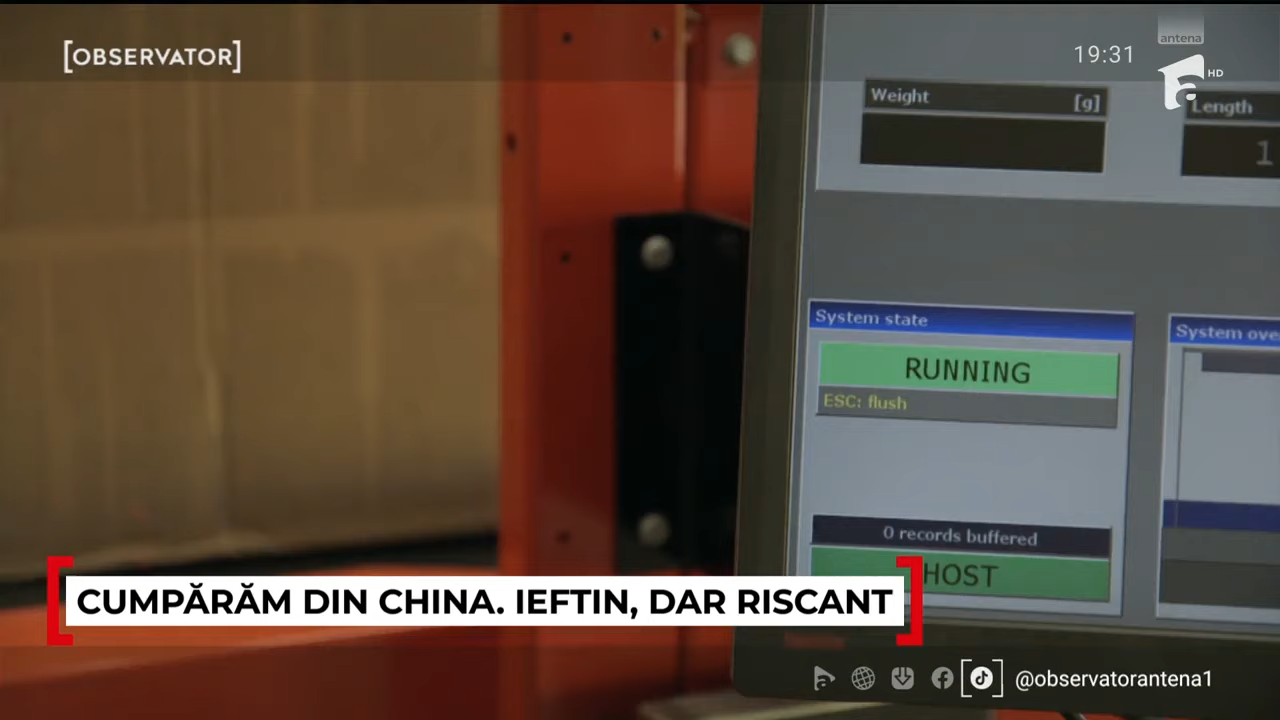 [OBSERVATOR]
19:31
antena
HD
Weight [g]
Length
1
System state
System ove
RUNNING
ESC: flush
0 records buffered
HOST
CUMPĂRĂM DIN CHINA. IEFTIN, DAR RISCANT
@observatorantena1